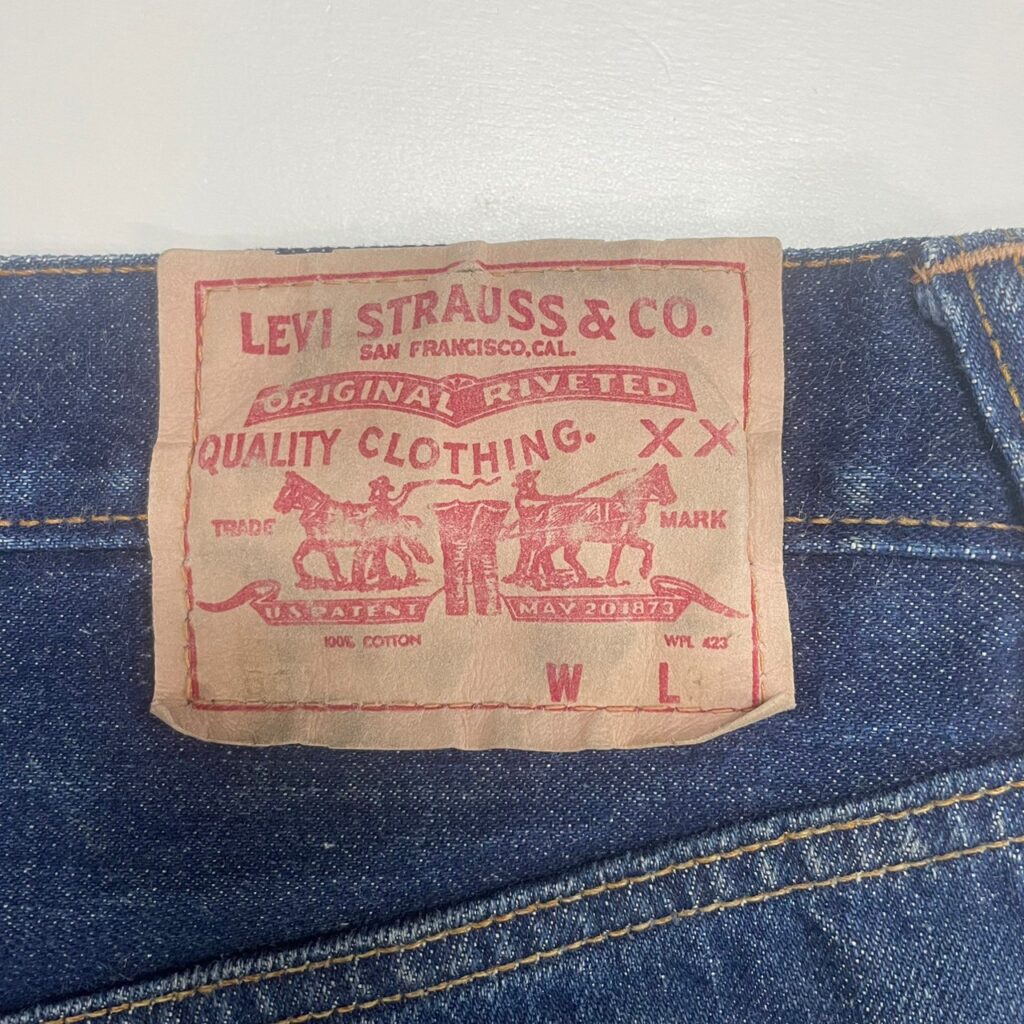 LEVI STRAUSS & CO.
SAN FRANCISCO, CAL.
ORIGINAL RIVETED
QUALITY CLOTHING. XX
TRADE MARK
U.S. PATENT MAY 20 1873
100% COTTON WPL 423
W L